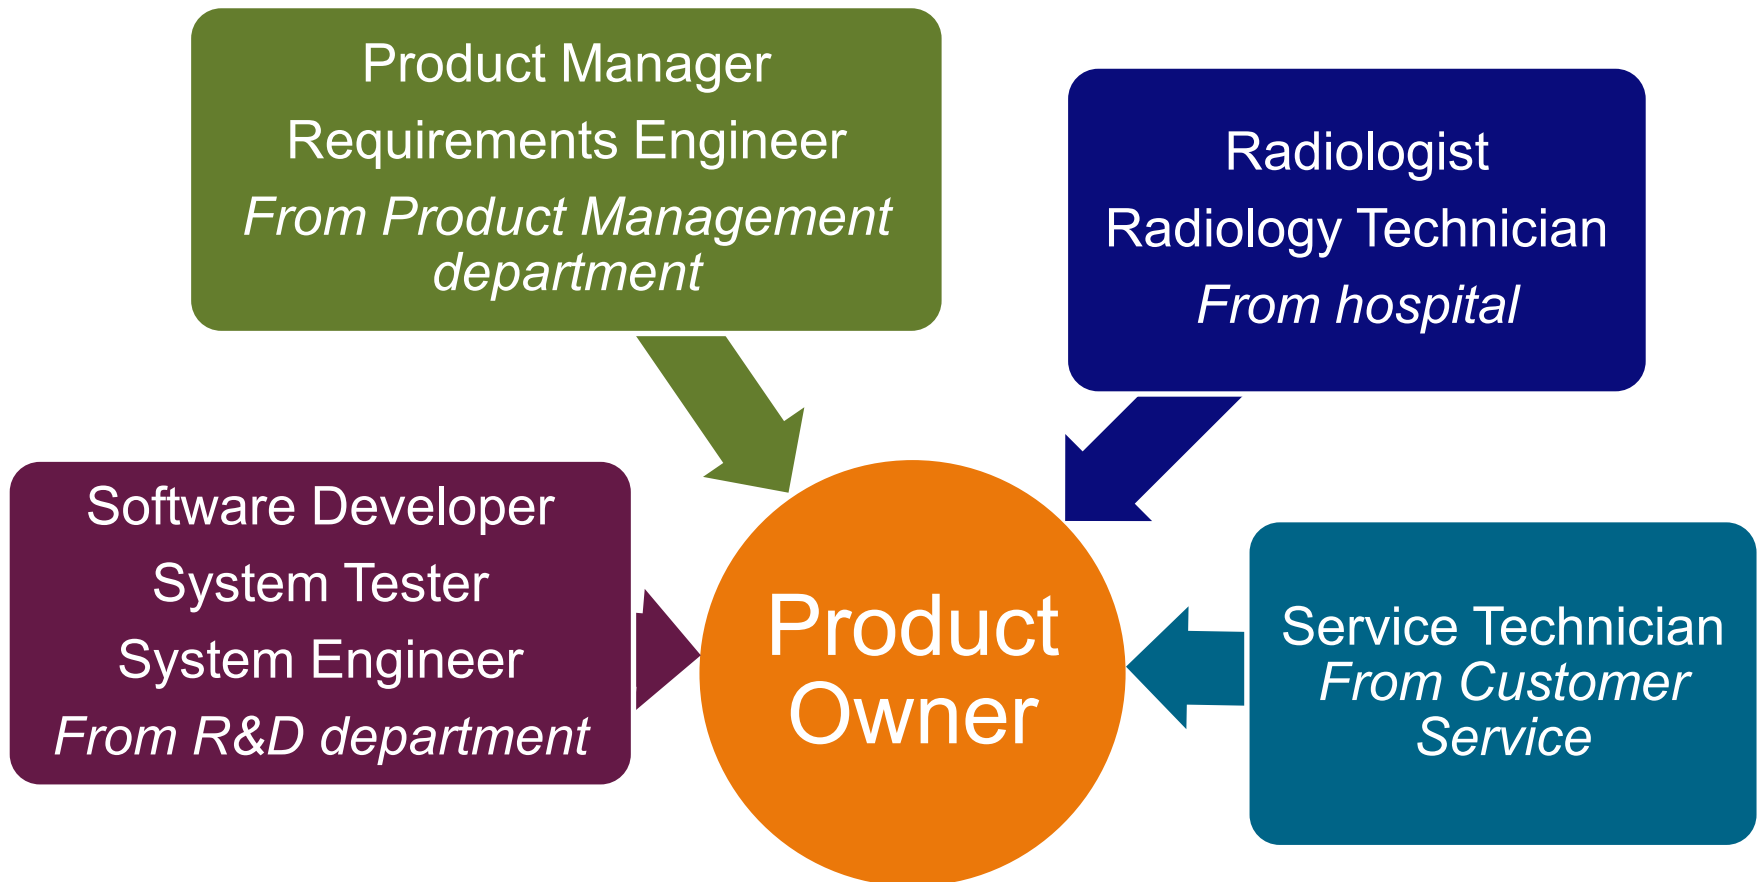 Product Manager
Requirements Engineer
From Product Management
department
Radiologist
Radiology Technician
From hospital
Software Developer
System Tester
System Engineer
From R&D department
Product
Owner
Service Technician
From Customer
Service